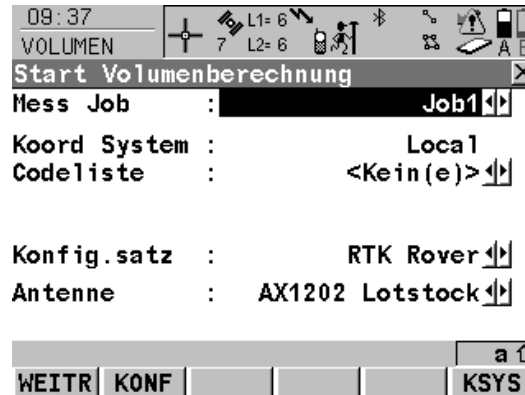 09:37
VOLUMEN
7 L1= 6
L2= 6
A
Start Volumenberechnung X
Mess Job : Job1
Koord System : Local
Codeliste : <Kein(e)>
Konfig.satz : RTK Rover
Antenne : AX1202 Lotstock
a
WEITR KONF KSYS